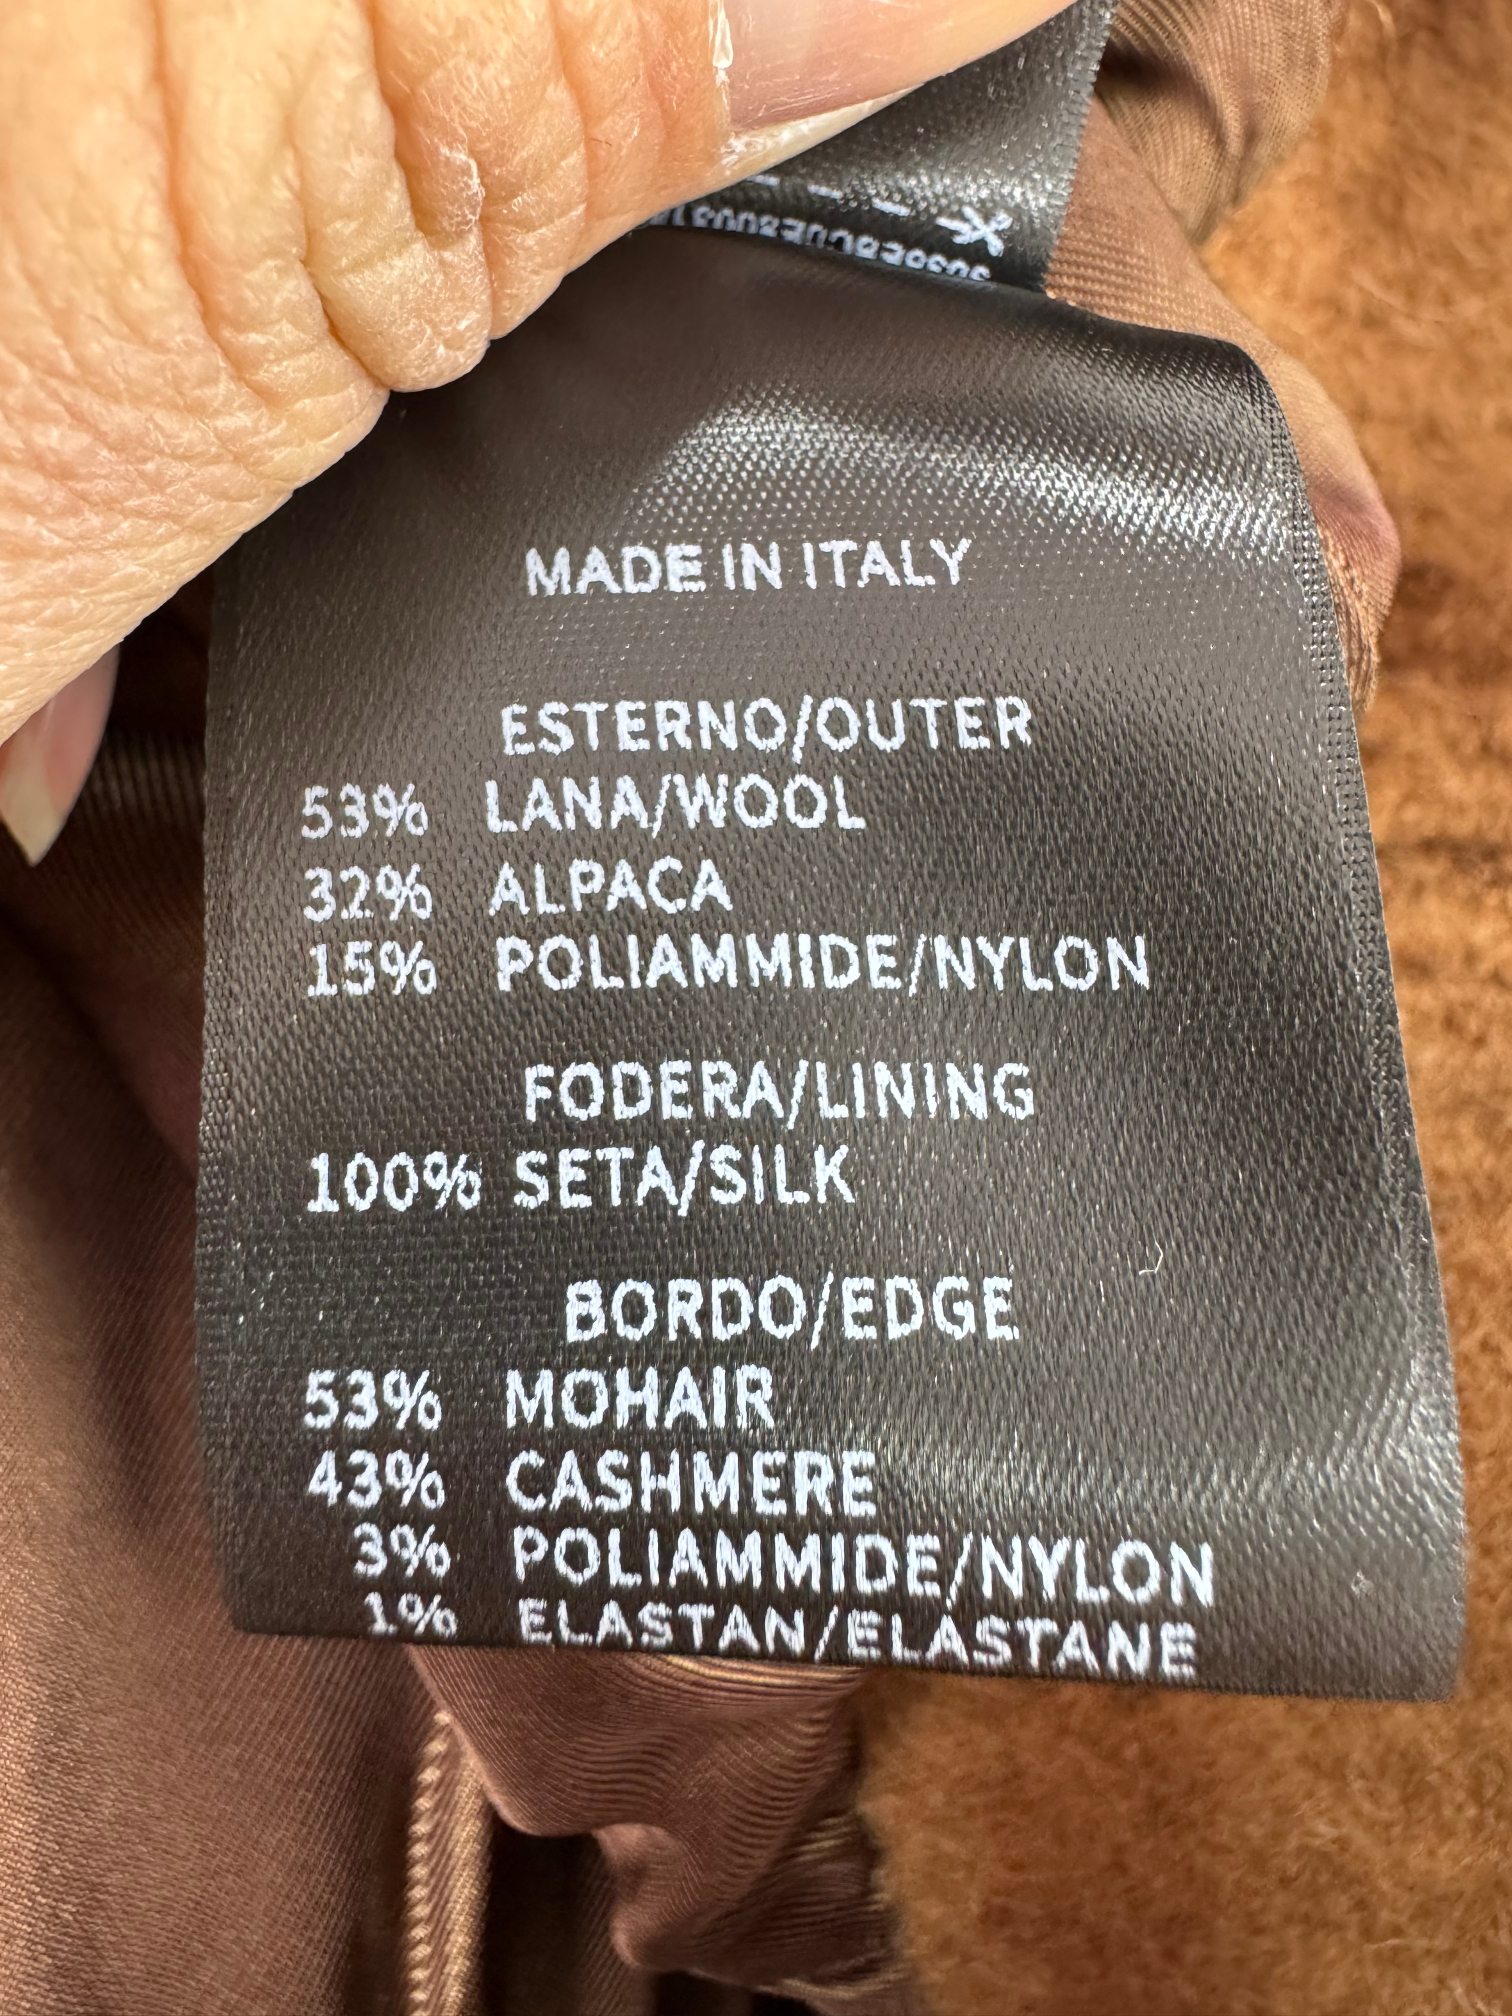 MADE IN ITALY
ESTERNO/OUTER
53% LANA/WOOL
32% ALPACA
15% POLIAMMIDE/NYLON
FODERA/LINING
100% SETA/SILK
BORDO/EDGE
53% MOHAIR
43% CASHMERE
3% POLIAMMIDE/NYLON
1% ELASTAN/ELASTANE